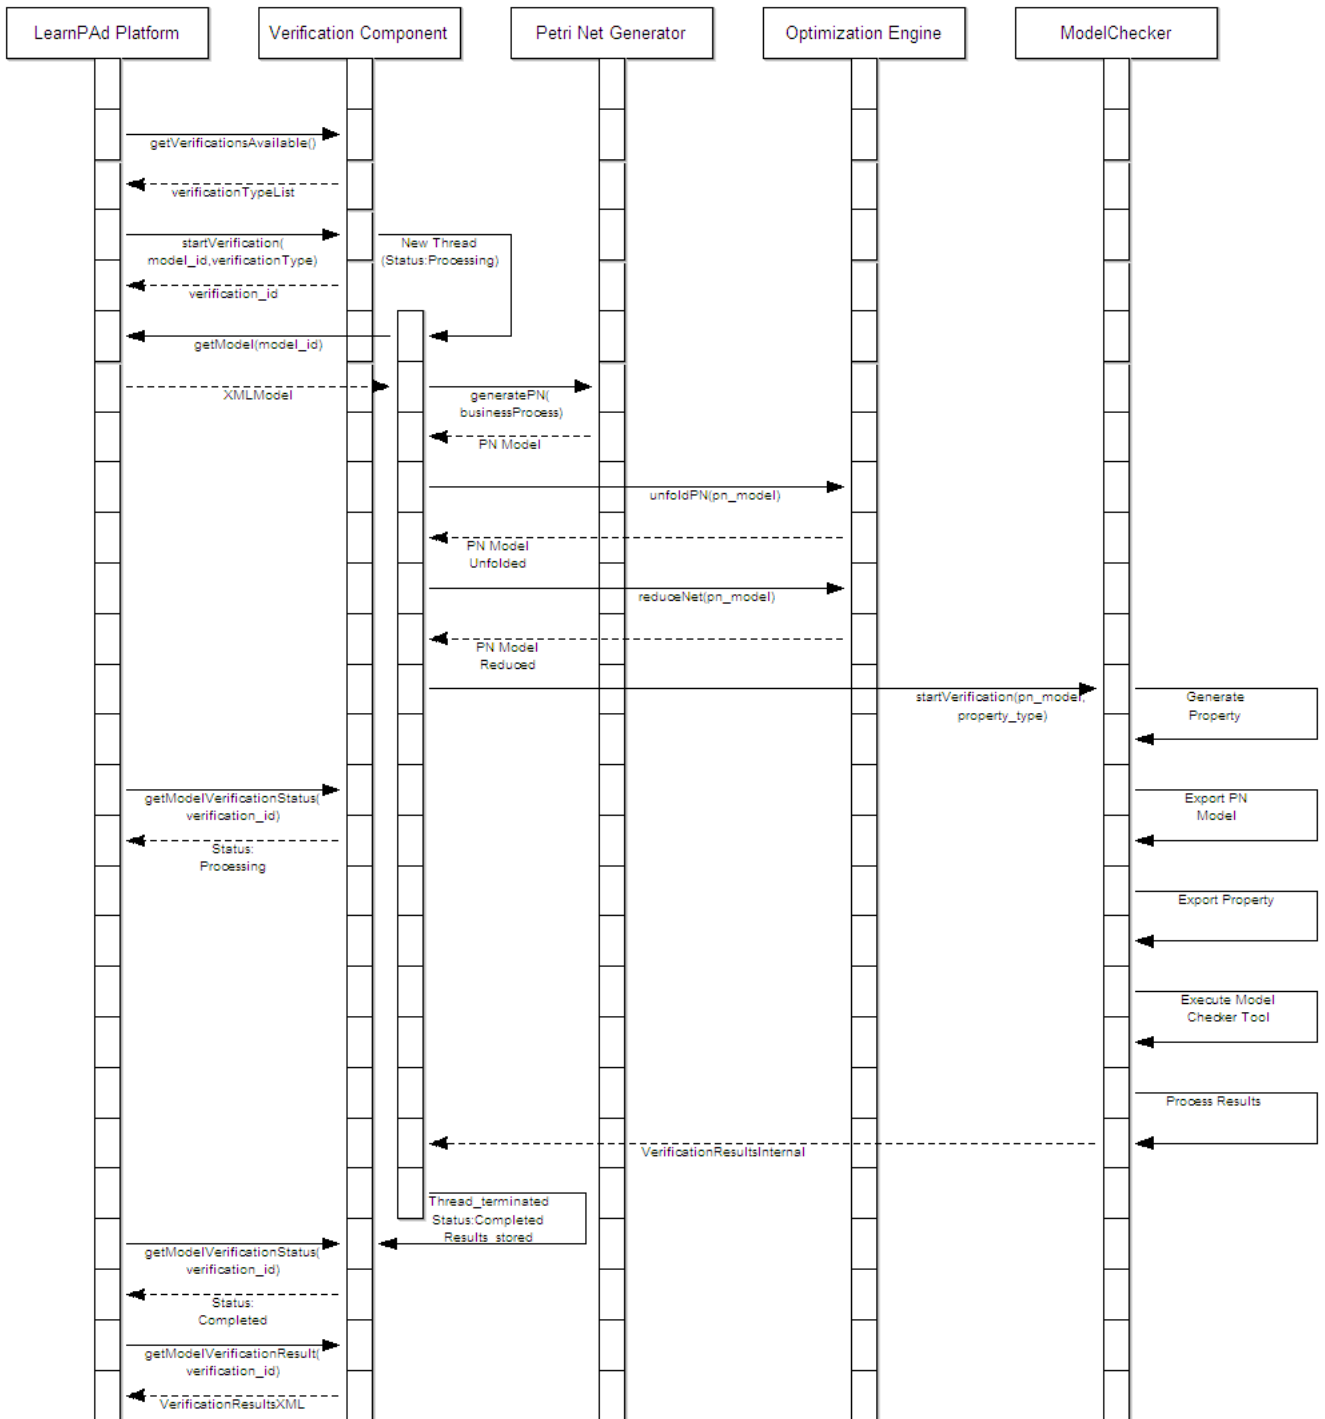 LearnPAd Platform
Verification Component
Petri Net Generator
Optimization Engine
ModelChecker
getVerificationsAvailable()
verificationTypeList
startVerification(
model_id,verificationType)
New Thread
(Status:Processing)
verification_id
getModel(model_id)
XMLModel
generatePN(
businessProcess)
PN Model
unfoldPN(pn_model)
PN Model
Unfolded
reduceNet(pn_model)
PN Model
Reduced
startVerification(pn_model,
property_type)
Generate
Property
getModelVerificationStatus(
verification_id)
Export PN
Model
Status:
Processing
Export Property
Execute Model
Checker Tool
Process Results
VerificationResultsInternal
Thread_terminated
Status:Completed
Results_stored
getModelVerificationStatus(
verification_id)
Status:
Completed
getModelVerificationResult(
verification_id)
VerificationResultsXML